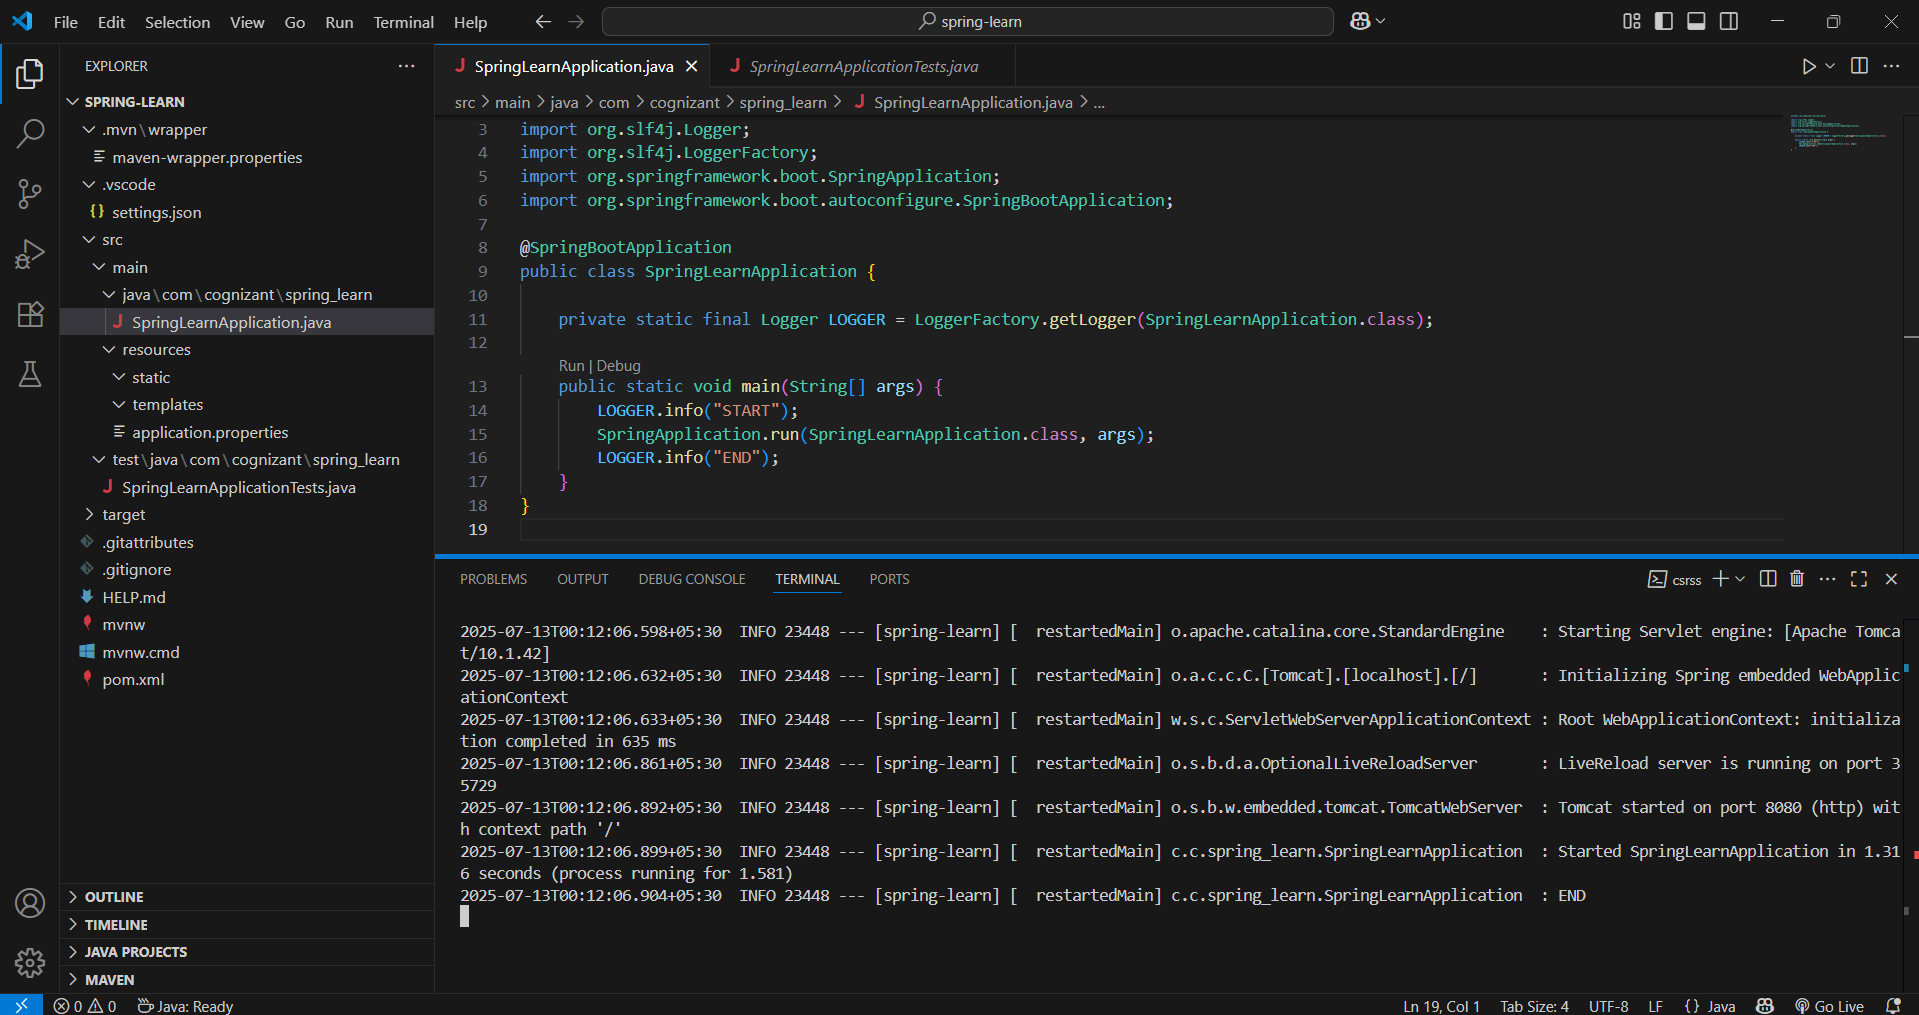 File Edit Selection View Go Run Terminal Help
spring-learn
EXPLORER
SPRING-LEARN
.mvn\wrapper
maven-wrapper.properties
.vscode
{} settings.json
src
main
java\com\cognizant\spring_learn
J SpringLearnApplication.java
resources
static
templates
application.properties
test\java\com\cognizant\spring_learn
J SpringLearnApplicationTests.java
target
.gitattributes
.gitignore
HELP.md
mvnw
mvnw.cmd
pom.xml
OUTLINE
TIMELINE
JAVA PROJECTS
MAVEN
J SpringLearnApplication.java
J SpringLearnApplicationTests.java
src > main > java > com > cognizant > spring_learn > J SpringLearnApplication.java > ...
3 import org.slf4j.Logger;
4 import org.slf4j.LoggerFactory;
5 import org.springframework.boot.SpringApplication;
6 import org.springframework.boot.autoconfigure.SpringBootApplication;
7
8 @SpringBootApplication
9 public class SpringLearnApplication {
10
11 private static final Logger LOGGER = LoggerFactory.getLogger(SpringLearnApplication.class);
12
Run | Debug
13 public static void main(String[] args) {
14 LOGGER.info("START");
15 SpringApplication.run(SpringLearnApplication.class, args);
16 LOGGER.info("END");
17 }
18 }
19
PROBLEMS OUTPUT DEBUG CONSOLE TERMINAL PORTS
csrss
2025-07-13T00:12:06.598+05:30 INFO 23448 --- [spring-learn] [ restartedMain] o.apache.catalina.core.StandardEngine : Starting Servlet engine: [Apache Tomca
t/10.1.42]
2025-07-13T00:12:06.632+05:30 INFO 23448 --- [spring-learn] [ restartedMain] o.a.c.c.C.[Tomcat].[localhost].[/] : Initializing Spring embedded WebApplic
ationContext
2025-07-13T00:12:06.633+05:30 INFO 23448 --- [spring-learn] [ restartedMain] w.s.c.ServletWebServerApplicationContext : Root WebApplicationContext: initializa
tion completed in 635 ms
2025-07-13T00:12:06.861+05:30 INFO 23448 --- [spring-learn] [ restartedMain] o.s.b.d.a.OptionalLiveReloadServer : LiveReload server is running on port 3
5729
2025-07-13T00:12:06.892+05:30 INFO 23448 --- [spring-learn] [ restartedMain] o.s.b.w.embedded.tomcat.TomcatWebServer : Tomcat started on port 8080 (http) wit
h context path '/'
2025-07-13T00:12:06.899+05:30 INFO 23448 --- [spring-learn] [ restartedMain] c.c.spring_learn.SpringLearnApplication : Started SpringLearnApplication in 1.31
6 seconds (process running for 1.581)
2025-07-13T00:12:06.904+05:30 INFO 23448 --- [spring-learn] [ restartedMain] c.c.spring_learn.SpringLearnApplication : END
0 0 Java: Ready
Ln 19, Col 1 Tab Size: 4 UTF-8 LF {} Java Go Live